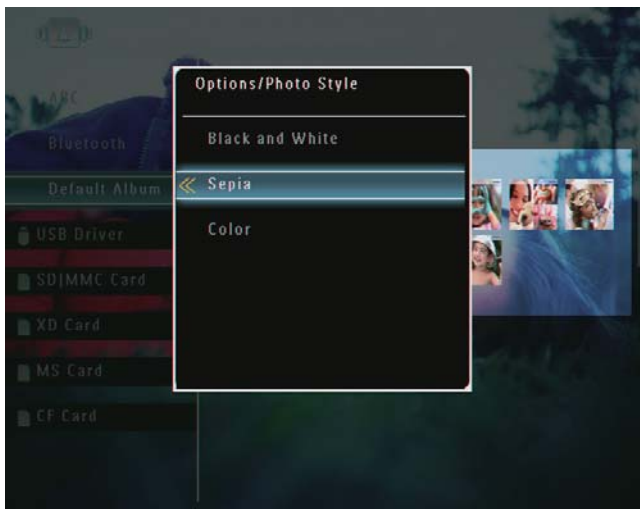 Options/Photo Style
Black and White
Sepia
Color
ABC
Bluetooth
Default Album
USB Driver
SD|MMC Card
XD Card
MS Card
CF Card